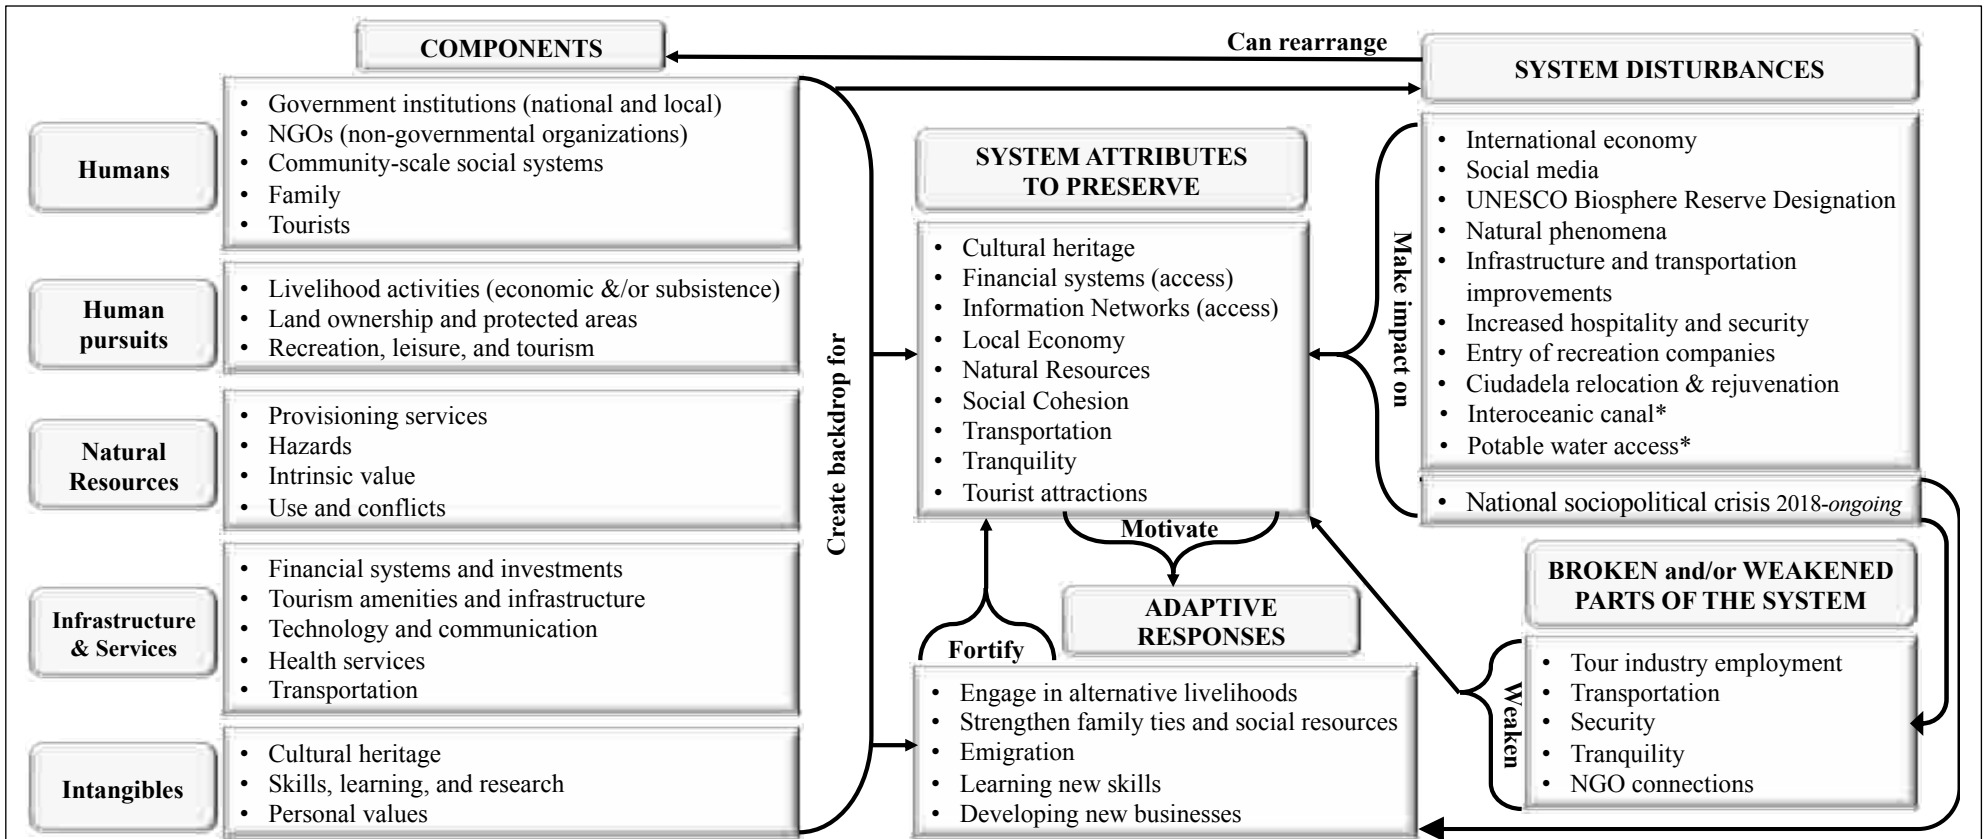 COMPONENTS
Humans
• Government institutions (national and local)
• NGOs (non-governmental organizations)
• Community-scale social systems
• Family
• Tourists
Human
pursuits
• Livelihood activities (economic &/or subsistence)
• Land ownership and protected areas
• Recreation, leisure, and tourism
Natural
Resources
• Provisioning services
• Hazards
• Intrinsic value
• Use and conflicts
Infrastructure
& Services
• Financial systems and investments
• Tourism amenities and infrastructure
• Technology and communication
• Health services
• Transportation
Intangibles
• Cultural heritage
• Skills, learning, and research
• Personal values
Create backdrop for
Can rearrange
SYSTEM ATTRIBUTES
TO PRESERVE
• Cultural heritage
• Financial systems (access)
• Information Networks (access)
• Local Economy
• Natural Resources
• Social Cohesion
• Transportation
• Tranquility
• Tourist attractions
Motivate
ADAPTIVE
RESPONSES
Fortify
• Engage in alternative livelihoods
• Strengthen family ties and social resources
• Emigration
• Learning new skills
• Developing new businesses
SYSTEM DISTURBANCES
Make impact on
• International economy
• Social media
• UNESCO Biosphere Reserve Designation
• Natural phenomena
• Infrastructure and transportation
improvements
• Increased hospitality and security
• Entry of recreation companies
• Ciudadela relocation & rejuvenation
• Interoceanic canal*
• Potable water access*
• National sociopolitical crisis 2018-ongoing
BROKEN and/or WEAKENED
PARTS OF THE SYSTEM
Weaken
• Tour industry employment
• Transportation
• Security
• Tranquility
• NGO connections